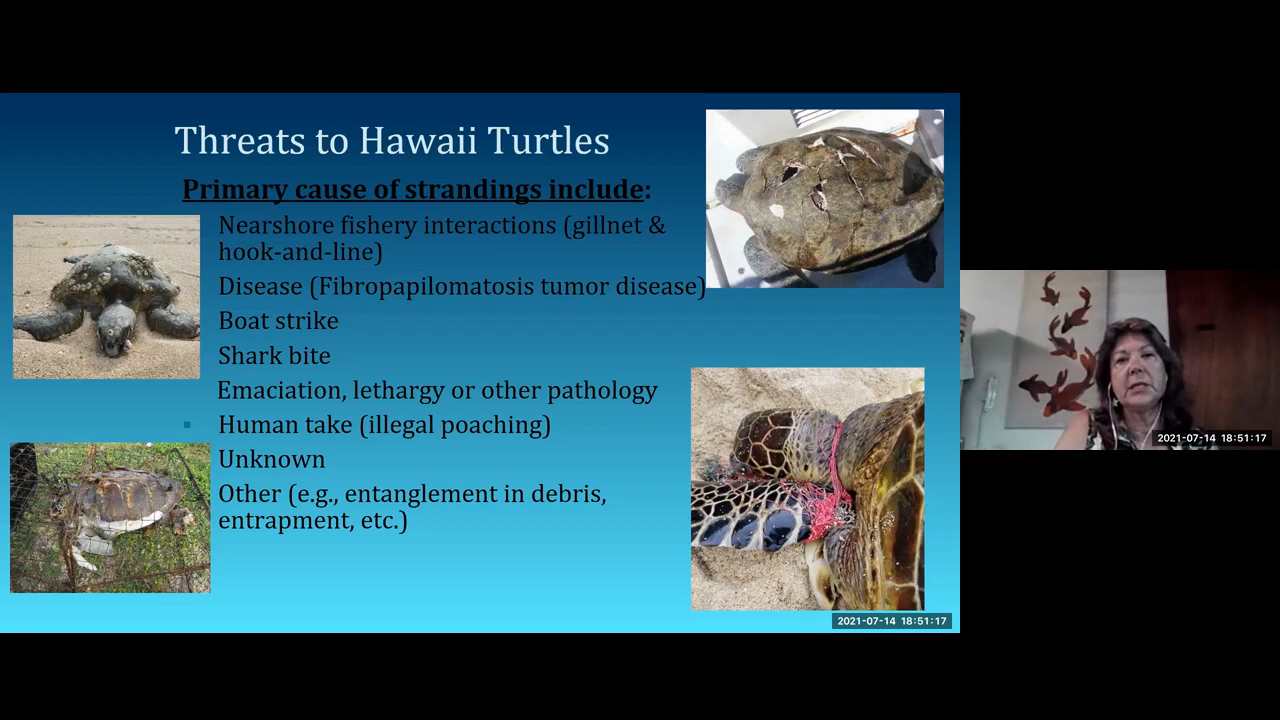 Threats to Hawaii Turtles
Primary cause of strandings include:
Nearshore fishery interactions (gillnet &
hook-and-line)
Disease (Fibropapilomatosis tumor disease)
Boat strike
Shark bite
Emaciation, lethargy or other pathology
Human take (illegal poaching)
Unknown
Other (e.g., entanglement in debris,
entrapment, etc.)
2021-07-14 18:51:17
2021-07-14 18:51:17